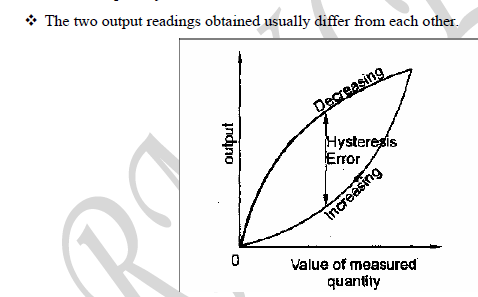 ❖ The two output readings obtained usually differ from each other.
Decreasing
output
Hysteresis
Error
Increasing
0
Value of measured
quantity